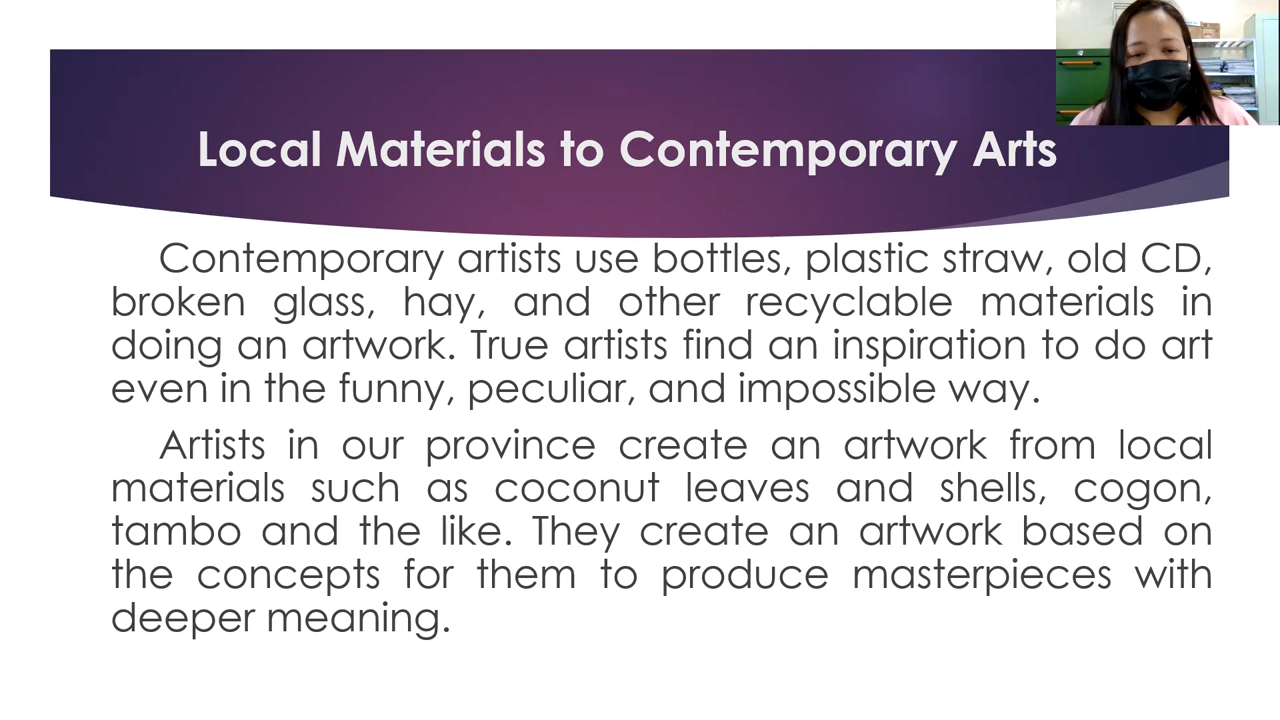 Local Materials to Contemporary Arts
Contemporary artists use bottles, plastic straw, old CD,
broken glass, hay, and other recyclable materials in
doing an artwork. True artists find an inspiration to do art
even in the funny, peculiar, and impossible way.
Artists in our province create an artwork from local
materials such as coconut leaves and shells, cogon,
tambo and the like. They create an artwork based on
the concepts for them to produce masterpieces with
deeper meaning.